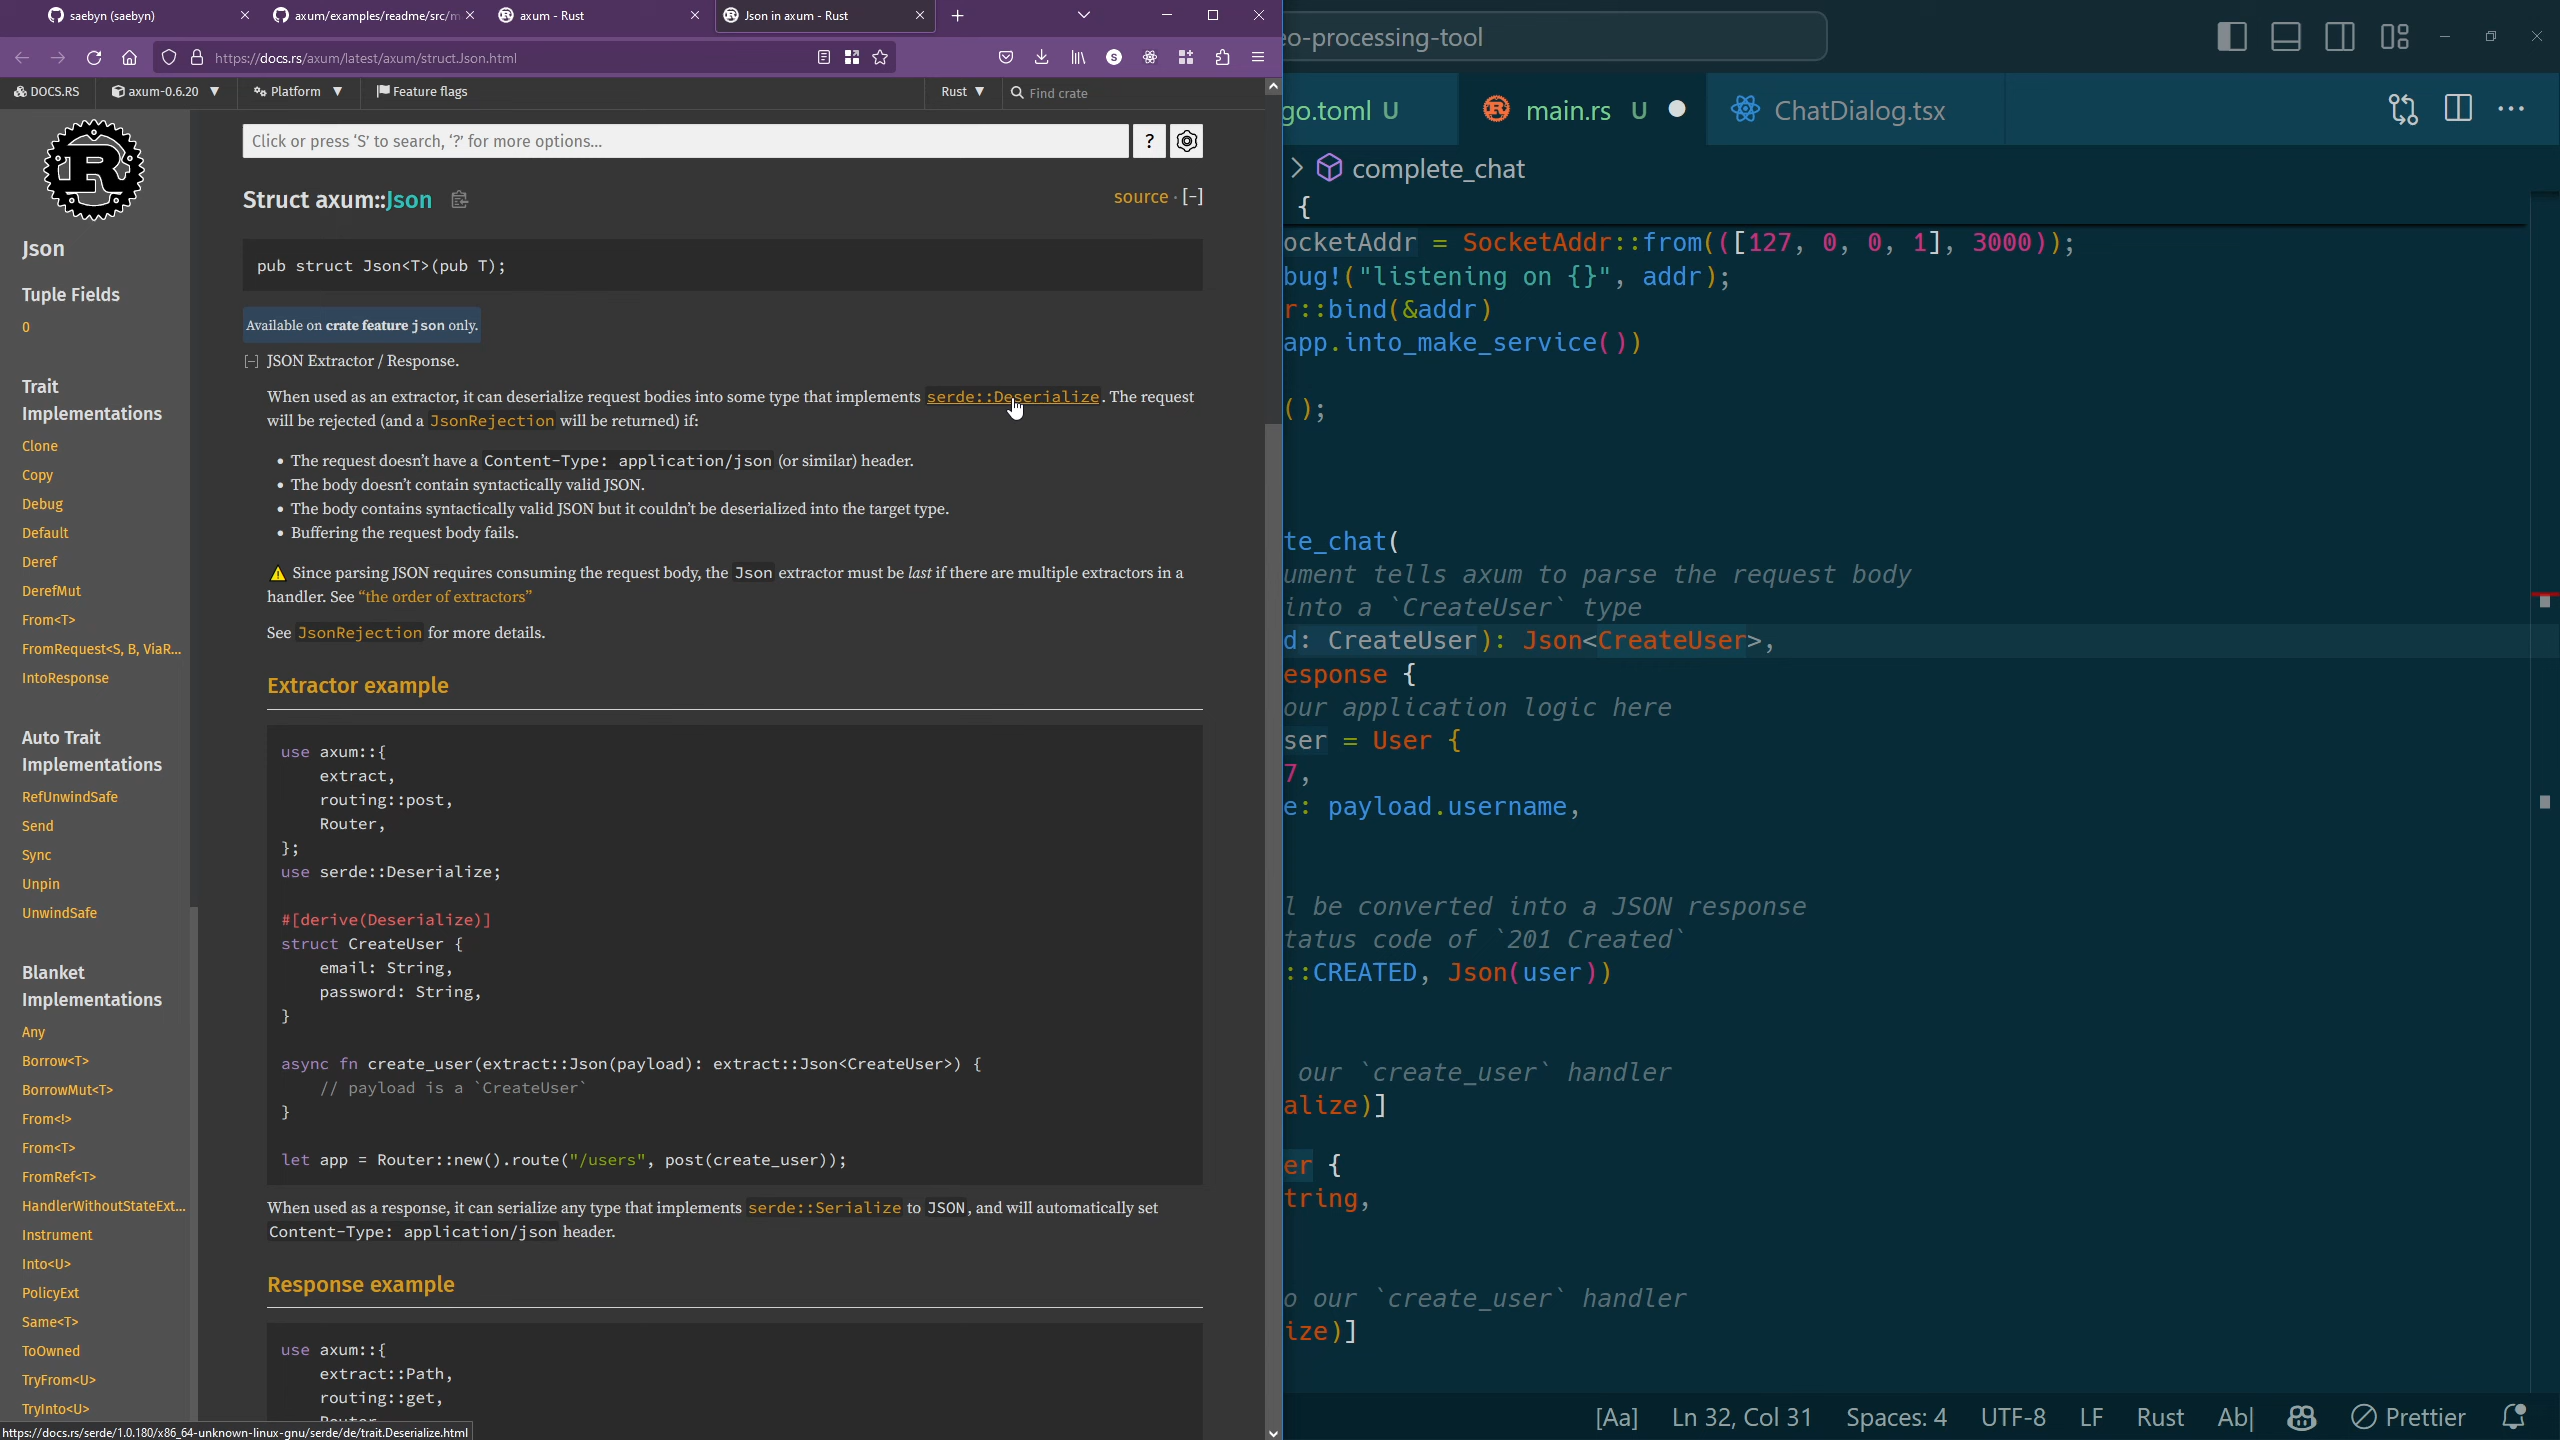 saebyn (saebyn)
axum/examples/readme/src/m
axum - Rust
Json in axum - Rust
https://docs.rs/axum/latest/axum/struct.Json.html
S
DOCS.RS
axum-0.6.20 ▼
Platform ▼
Feature flags
Rust ▼
Find crate
Click or press ‘S’ to search, ‘?’ for more options…
?
Json
Tuple Fields
0
Trait
Implementations
Clone
Copy
Debug
Default
Deref
DerefMut
From<T>
FromRequest<S, B, ViaR...
IntoResponse
Auto Trait
Implementations
RefUnwindSafe
Send
Sync
Unpin
UnwindSafe
Blanket
Implementations
Any
Borrow<T>
BorrowMut<T>
From<!>
From<T>
FromRef<T>
HandlerWithoutStateExt...
Instrument
Into<U>
PolicyExt
Same<T>
ToOwned
TryFrom<U>
TryInto<U>
Struct axum::Json
source · [−]
pub struct Json<T>(pub T);
Available on crate feature json only.
[−] JSON Extractor / Response.
When used as an extractor, it can deserialize request bodies into some type that implements serde::Deserialize. The request
will be rejected (and a JsonRejection will be returned) if:
• The request doesn’t have a Content-Type: application/json (or similar) header.
• The body doesn’t contain syntactically valid JSON.
• The body contains syntactically valid JSON but it couldn’t be deserialized into the target type.
• Buffering the request body fails.
⚠ Since parsing JSON requires consuming the request body, the Json extractor must be last if there are multiple extractors in a
handler. See “the order of extractors”
See JsonRejection for more details.
Extractor example
use axum::{
extract,
routing::post,
Router,
};
use serde::Deserialize;
#[derive(Deserialize)]
struct CreateUser {
email: String,
password: String,
}
async fn create_user(extract::Json(payload): extract::Json<CreateUser>) {
// payload is a `CreateUser`
}
let app = Router::new().route("/users", post(create_user));
When used as a response, it can serialize any type that implements serde::Serialize to JSON, and will automatically set
Content-Type: application/json header.
Response example
use axum::{
extract::Path,
routing::get,
Router,
https://docs.rs/serde/1.0.180/x86_64-unknown-linux-gnu/serde/de/trait.Deserialize.html
eo-processing-tool
go.toml U
main.rs U ●
ChatDialog.tsx
> complete_chat
{
ocketAddr = SocketAddr::from(([127, 0, 0, 1], 3000));
bug!("listening on {}", addr);
r::bind(&addr)
app.into_make_service())
();
te_chat(
ument tells axum to parse the request body
into a `CreateUser` type
d: CreateUser): Json<CreateUser>,
esponse {
our application logic here
ser = User {
7,
e: payload.username,
l be converted into a JSON response
tatus code of `201 Created`
::CREATED, Json(user))
our `create_user` handler
alize)]
er {
tring,
o our `create_user` handler
ize)]
[Aa]
Ln 32, Col 31
Spaces: 4
UTF-8
LF
Rust
Ab|
Prettier